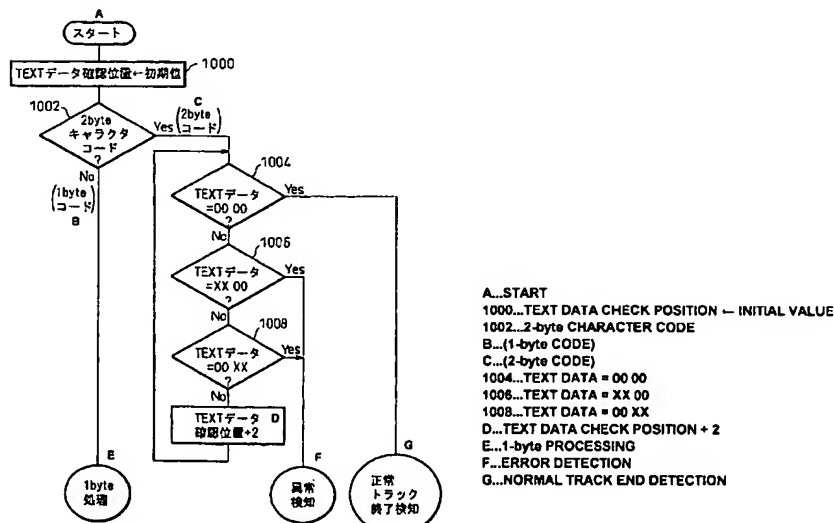 A
スタート
TEXTデータ確認位置←初期値
1000
1002
2byte
キャラクタ
コード
?
Yes
C
(2byte
コード)
No
(1byte
コード)
B
1004
TEXTデータ
=00 00
?
Yes
No
1006
TEXTデータ
=XX 00
?
Yes
No
1008
TEXTデータ
=00 XX
?
Yes
No
TEXTデータ D
確認位置+2
E
1byte
処理
F
異常
検知
G
正常
トラック
終了検知
A...START
1000...TEXT DATA CHECK POSITION ← INITIAL VALUE
1002...2-byte CHARACTER CODE
B...(1-byte CODE)
C...(2-byte CODE)
1004...TEXT DATA = 00 00
1006...TEXT DATA = XX 00
1008...TEXT DATA = 00 XX
D...TEXT DATA CHECK POSITION + 2
E...1-byte PROCESSING
F...ERROR DETECTION
G...NORMAL TRACK END DETECTION